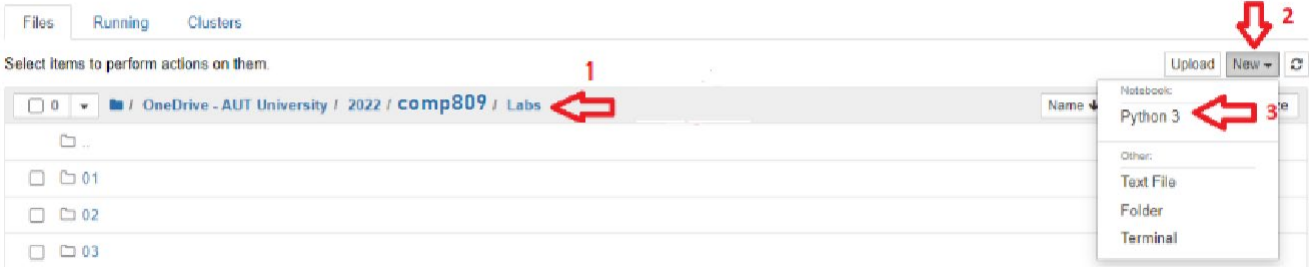 Files Running Clusters
2
Select items to perform actions on them.
Upload New
1
0 / OneDrive - AUT University / 2022 / comp809 / Labs
Name
Notebook:
Python 3
3
..
Other:
01
Text File
02
Folder
03
Terminal